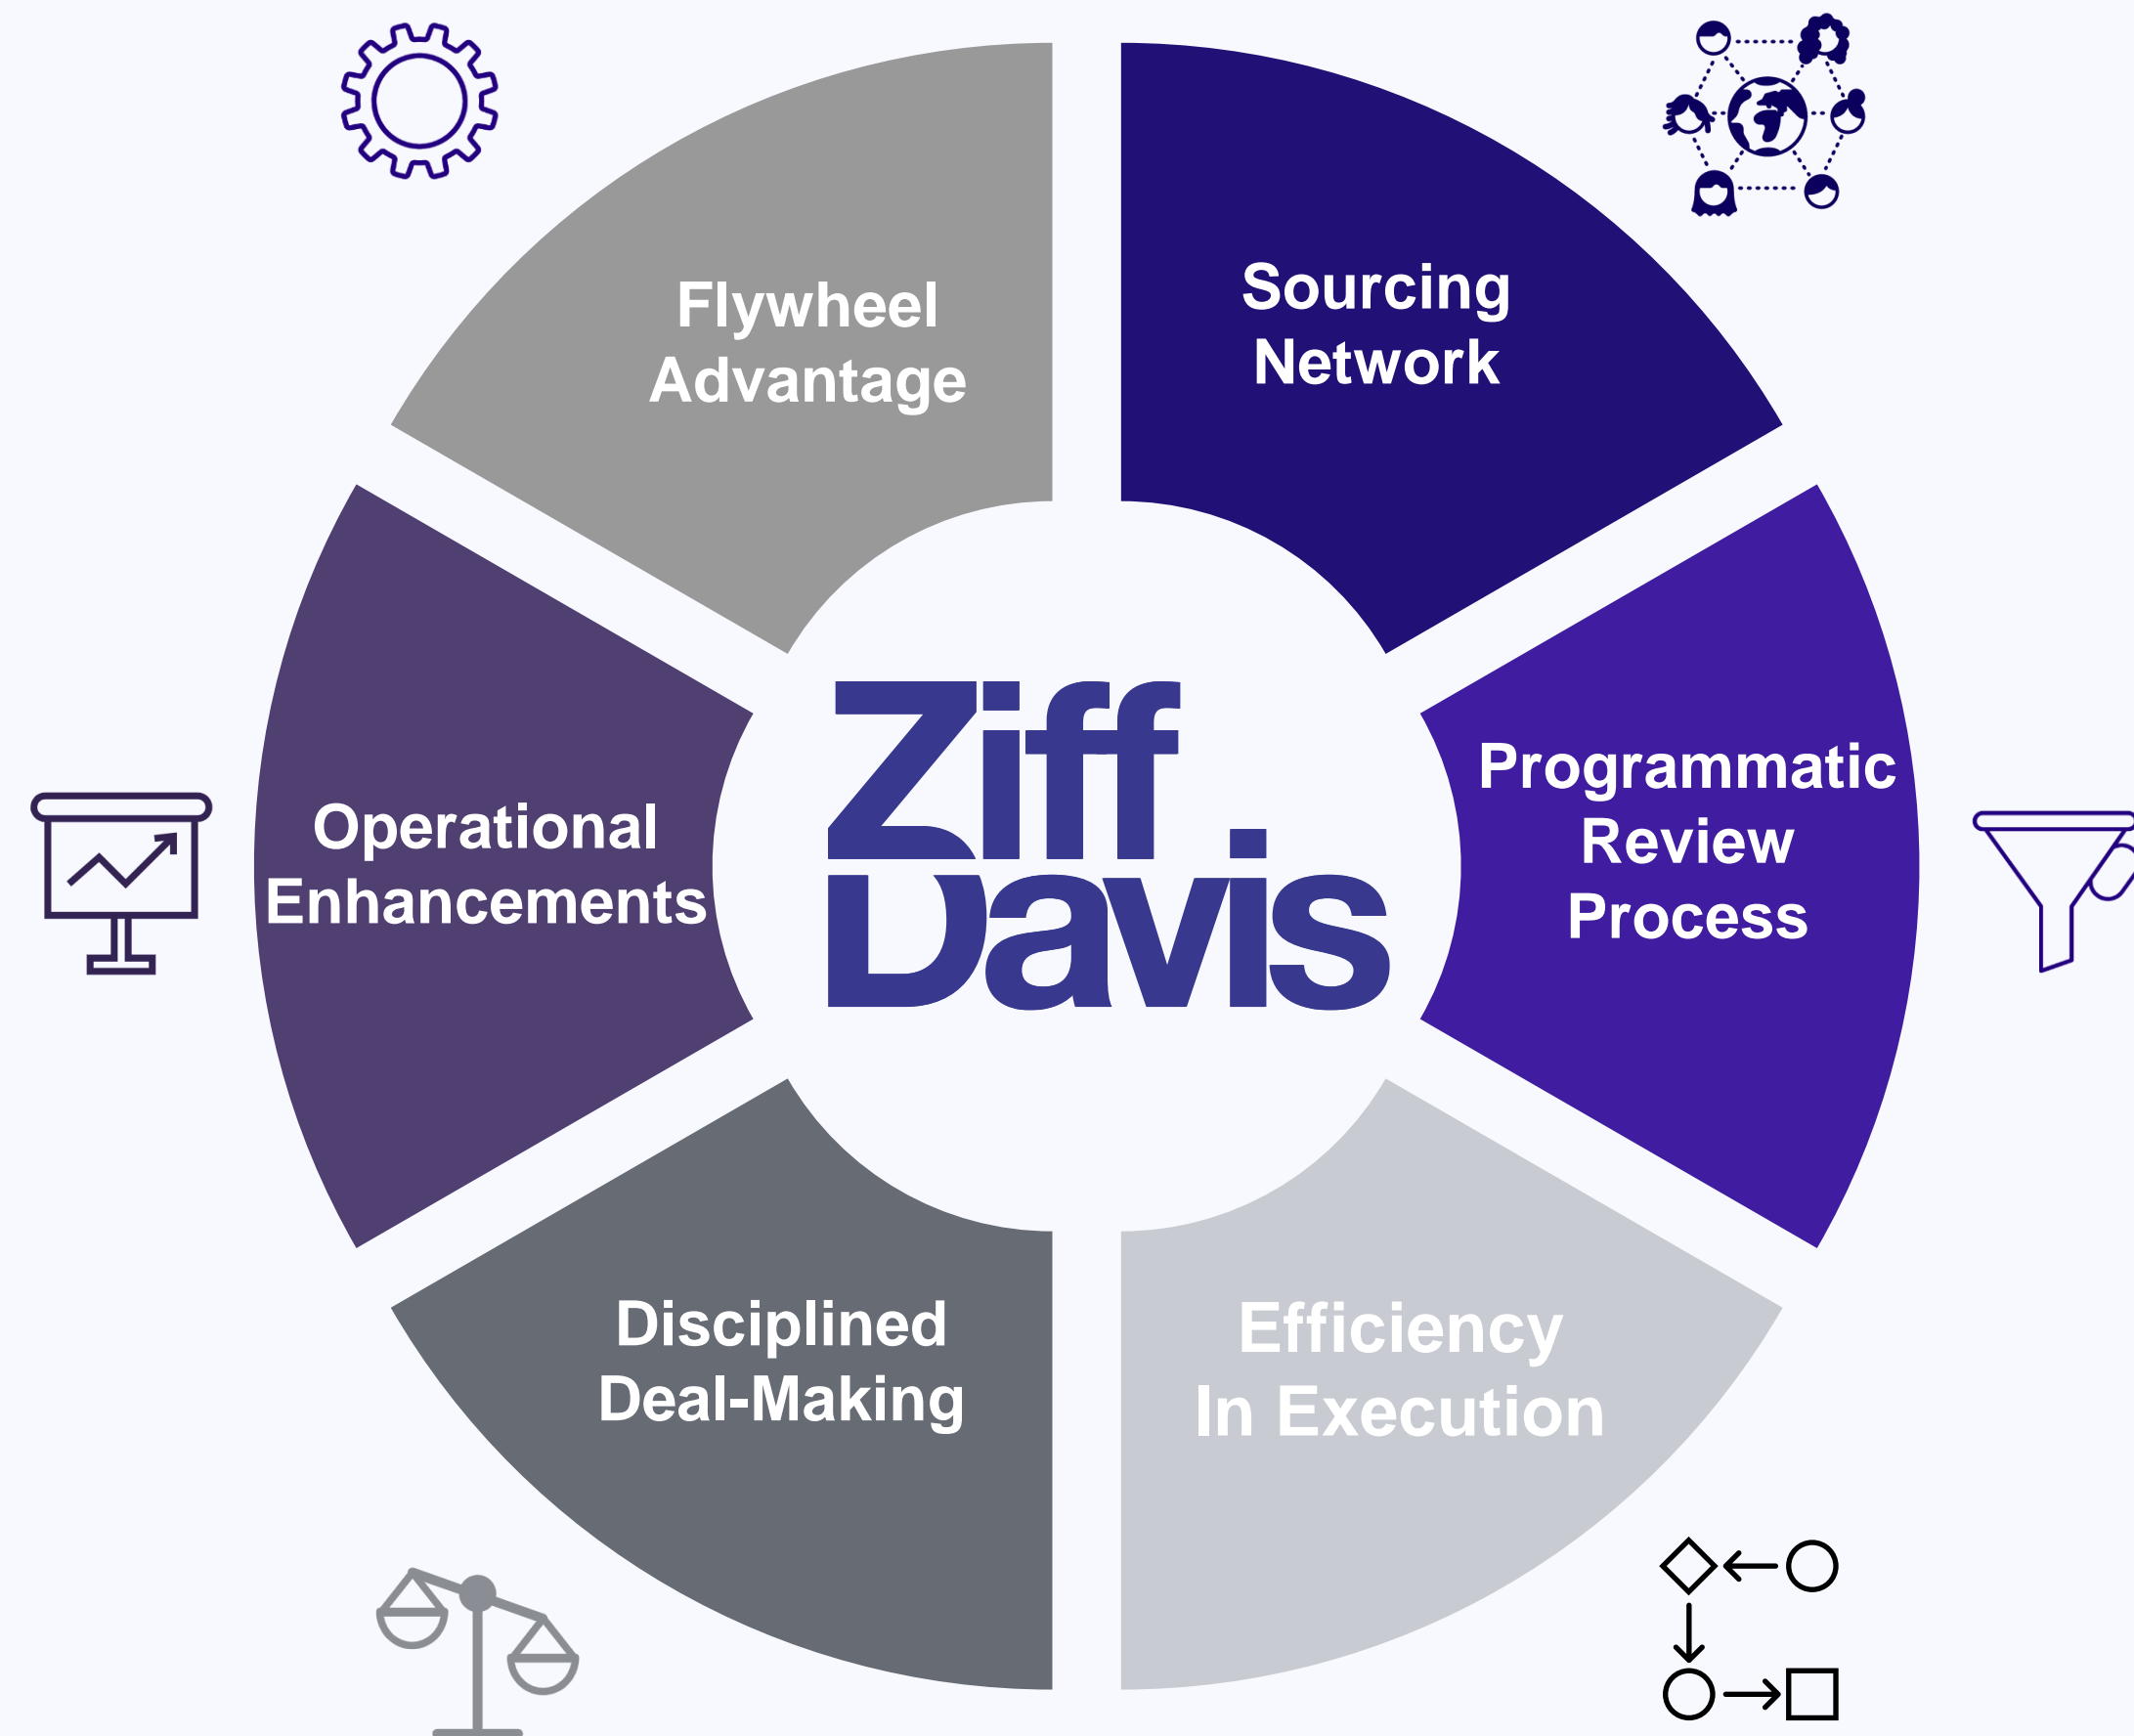 Flywheel
Advantage
Sourcing
Network
Programmatic
Review
Process
Efficiency
In Execution
Disciplined
Deal-Making
Operational
Enhancements
Ziff
Davis